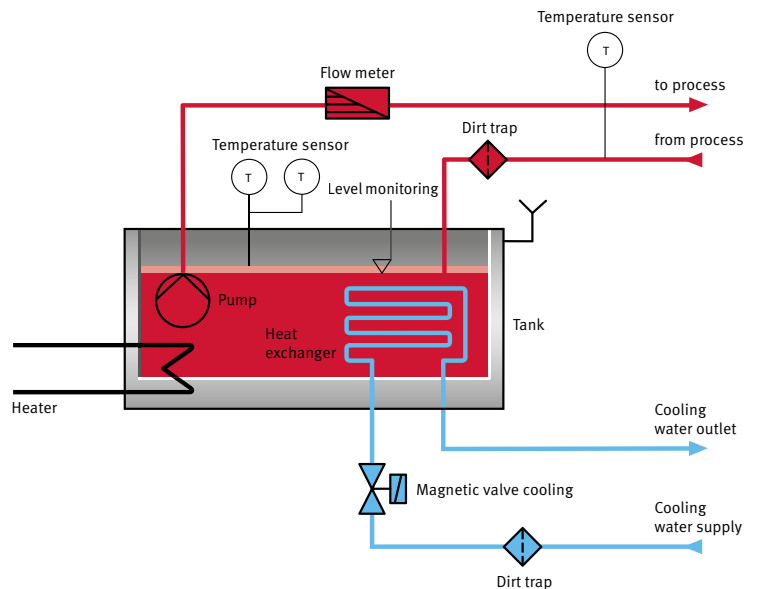 Temperature sensor
T
Flow meter
to process
Dirt trap
from process
Temperature sensor
T
T
Level monitoring
Pump
Tank
Heat
exchanger
Heater
Cooling
water outlet
Magnetic valve cooling
Cooling
water supply
Dirt trap